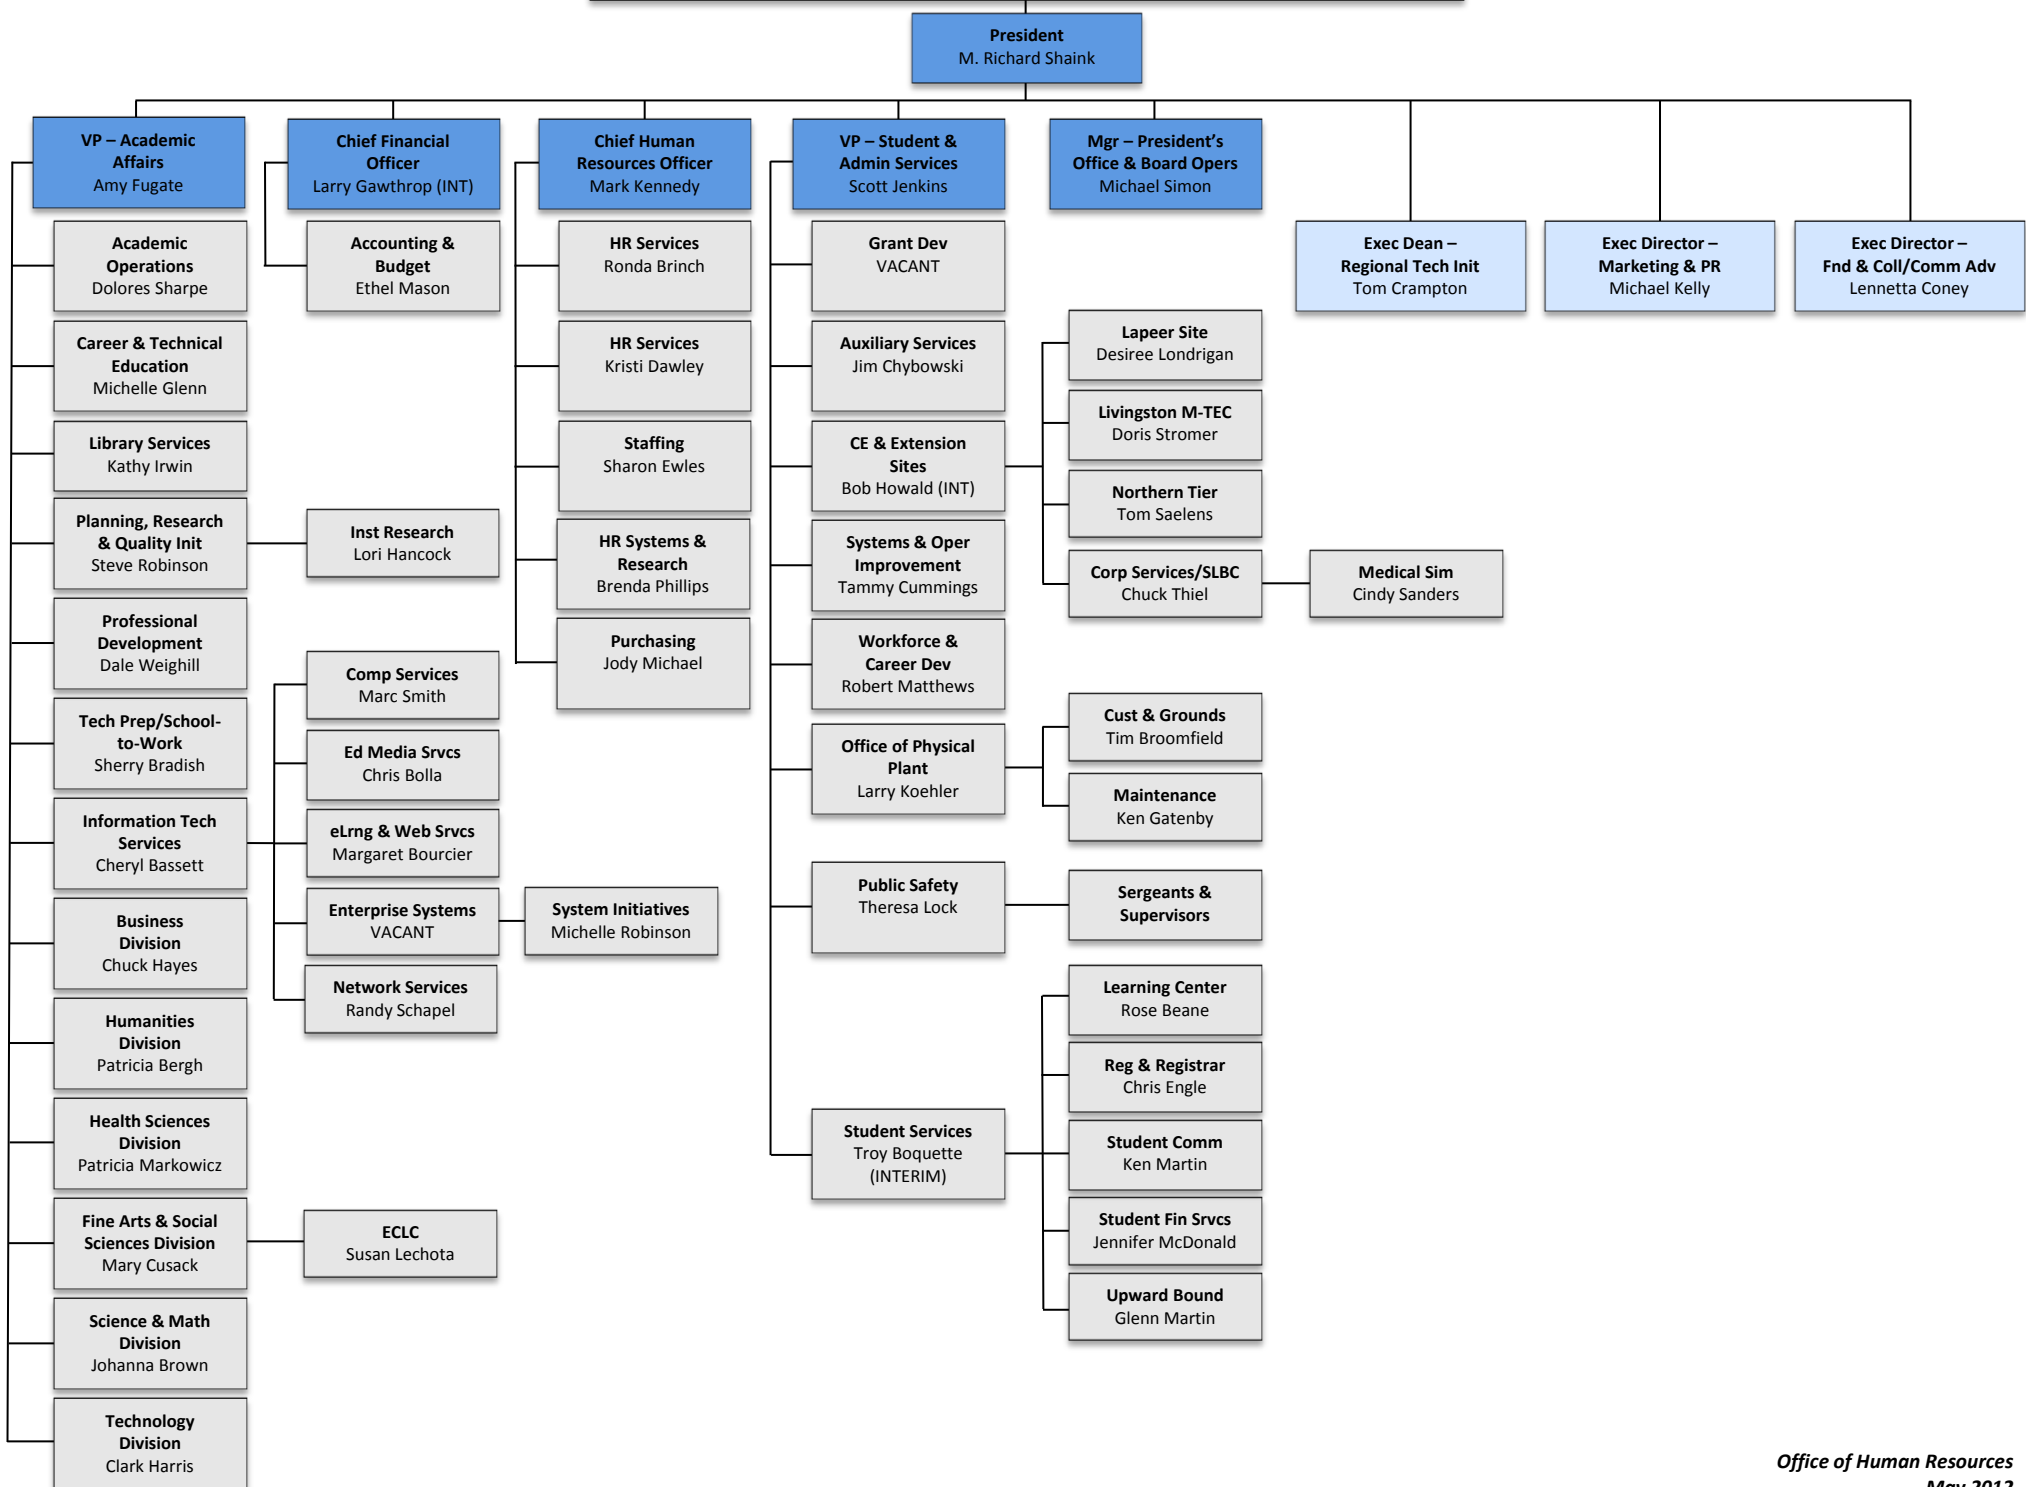 President
M. Richard Shaink
VP – Academic
Affairs
Amy Fugate
Chief Financial
Officer
Larry Gawthrop (INT)
Chief Human
Resources Officer
Mark Kennedy
VP – Student &
Admin Services
Scott Jenkins
Mgr – President's
Office & Board Opers
Michael Simon
Exec Dean –
Regional Tech Init
Tom Crampton
Exec Director –
Marketing & PR
Michael Kelly
Exec Director –
Fnd & Coll/Comm Adv
Lennetta Coney
Academic
Operations
Dolores Sharpe
Career & Technical
Education
Michelle Glenn
Library Services
Kathy Irwin
Planning, Research
& Quality Init
Steve Robinson
Inst Research
Lori Hancock
Professional
Development
Dale Weighill
Tech Prep/School-
to-Work
Sherry Bradish
Information Tech
Services
Cheryl Bassett
Comp Services
Marc Smith
Ed Media Srvcs
Chris Bolla
eLrng & Web Srvcs
Margaret Bourcier
Enterprise Systems
VACANT
System Initiatives
Michelle Robinson
Network Services
Randy Schapel
Business
Division
Chuck Hayes
Humanities
Division
Patricia Bergh
Health Sciences
Division
Patricia Markowicz
Fine Arts & Social
Sciences Division
Mary Cusack
ECLC
Susan Lechota
Science & Math
Division
Johanna Brown
Technology
Division
Clark Harris
Accounting &
Budget
Ethel Mason
HR Services
Ronda Brinch
HR Services
Kristi Dawley
Staffing
Sharon Ewles
HR Systems &
Research
Brenda Phillips
Purchasing
Jody Michael
Grant Dev
VACANT
Auxiliary Services
Jim Chybowski
CE & Extension
Sites
Bob Howald (INT)
Lapeer Site
Desiree Londrigan
Livingston M-TEC
Doris Stromer
Northern Tier
Tom Saelens
Corp Services/SLBC
Chuck Thiel
Medical Sim
Cindy Sanders
Systems & Oper
Improvement
Tammy Cummings
Workforce &
Career Dev
Robert Matthews
Office of Physical
Plant
Larry Koehler
Cust & Grounds
Tim Broomfield
Maintenance
Ken Gatenby
Public Safety
Theresa Lock
Sergeants &
Supervisors
Student Services
Troy Boquette
(INTERIM)
Learning Center
Rose Beane
Reg & Registrar
Chris Engle
Student Comm
Ken Martin
Student Fin Srvcs
Jennifer McDonald
Upward Bound
Glenn Martin
Office of Human Resources
May 2012